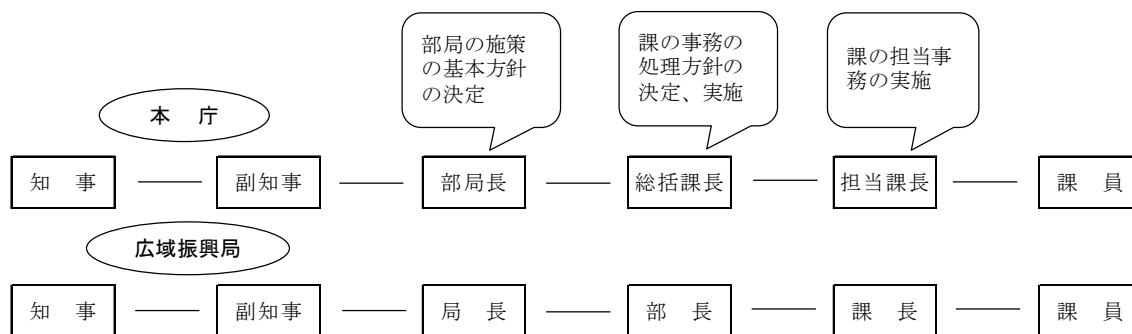 部局の施策
の基本方針
の決定
課の事務の
処理方針の
決定、実施
課の担当事
務の実施
本 庁
知 事 副知事 部局長 総括課長 担当課長 課 員
広域振興局
知 事 副知事 局 長 部 長 課 長 課 員